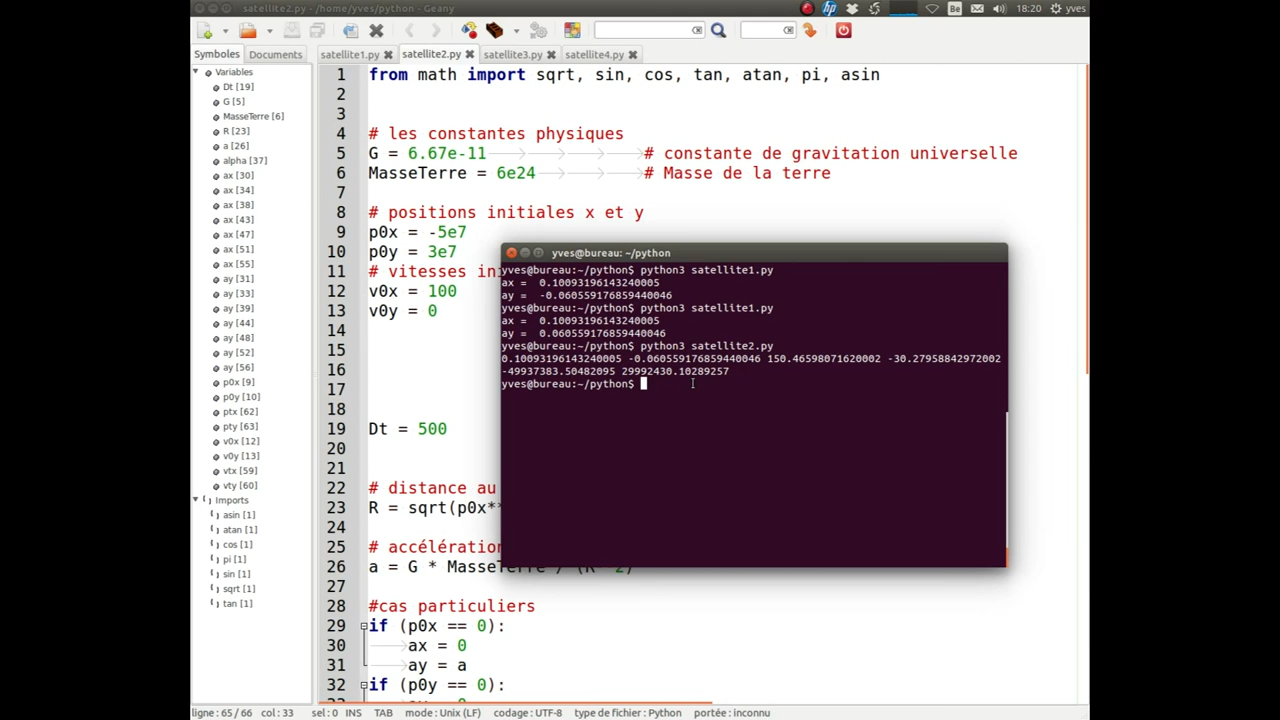 satellite2.py - /home/yves/python - Geany
Be
18:20
yves
Symboles
Documents
satellite1.py
satellite2.py
satellite3.py
satellite4.py
Variables
Dt [19]
G [5]
MasseTerre [6]
R [23]
a [26]
alpha [37]
ax [30]
ax [34]
ax [38]
ax [43]
ax [47]
ax [51]
ax [55]
ay [31]
ay [33]
ay [39]
ay [44]
ay [48]
ay [52]
ay [56]
p0x [9]
p0y [10]
ptx [62]
pty [63]
v0x [12]
v0y [13]
vtx [59]
vty [60]
Imports
asin [1]
atan [1]
cos [1]
pi [1]
sin [1]
sqrt [1]
tan [1]
1 from math import sqrt, sin, cos, tan, atan, pi, asin
2
3
4 # les constantes physiques
5 G = 6.67e-11 # constante de gravitation universelle
6 MasseTerre = 6e24 # Masse de la terre
7
8 # positions initiales x et y
9 p0x = -5e7
10 p0y = 3e7
11 # vitesses ini
12 v0x = 100
13 v0y = 0
14
15
16
17
18
19 Dt = 500
20
21
22 # distance au
23 R = sqrt(p0x**
24
25 # accélération
26 a = G * MasseTerre / (R**2)
27
28 #cas particuliers
29 if (p0x == 0):
30 ax = 0
31 ay = a
32 if (p0y == 0):
yves@bureau: ~/python
yves@bureau:~/python$ python3 satellite1.py
ax =  0.10093196143240005
ay =  -0.060559176859440046
yves@bureau:~/python$ python3 satellite1.py
ax =  0.10093196143240005
ay =  0.060559176859440046
yves@bureau:~/python$ python3 satellite2.py
0.10093196143240005 -0.060559176859440046 150.46598071620002 -30.27958842972002
-49937383.50482095 29992430.10289257
yves@bureau:~/python$
ligne : 65 / 66 col : 33 sel : 0 INS TAB mode : Unix (LF) codage : UTF-8 type de fichier : Python portée : inconnu